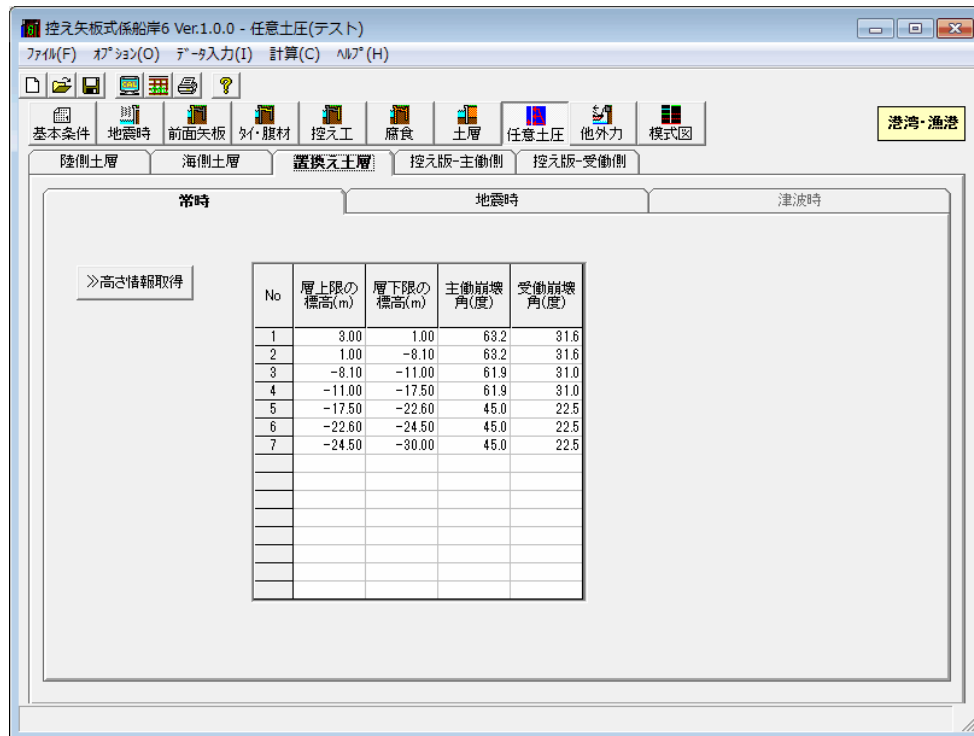 控え矢板式係船岸6 Ver.1.0.0 - 任意土圧(テスト)
ファイル(F) オプション(O) データ入力(I) 計算(C) ヘルプ(H)
基本条件 地震時 前面矢板 タイ・腹材 控え工 腐食 土層 任意土圧 他外力 模式図 港湾・漁港
陸側土層 海側土層 置換え土層 控え版-主働側 控え版-受働側
常時 地震時 津波時
≫高さ情報取得
No 層上限の標高(m) 層下限の標高(m) 主働崩壊角(度) 受働崩壊角(度)
1 3.00 1.00 63.2 31.6
2 1.00 -8.10 63.2 31.6
3 -8.10 -11.00 61.9 31.0
4 -11.00 -17.50 61.9 31.0
5 -17.50 -22.60 45.0 22.5
6 -22.60 -24.50 45.0 22.5
7 -24.50 -30.00 45.0 22.5